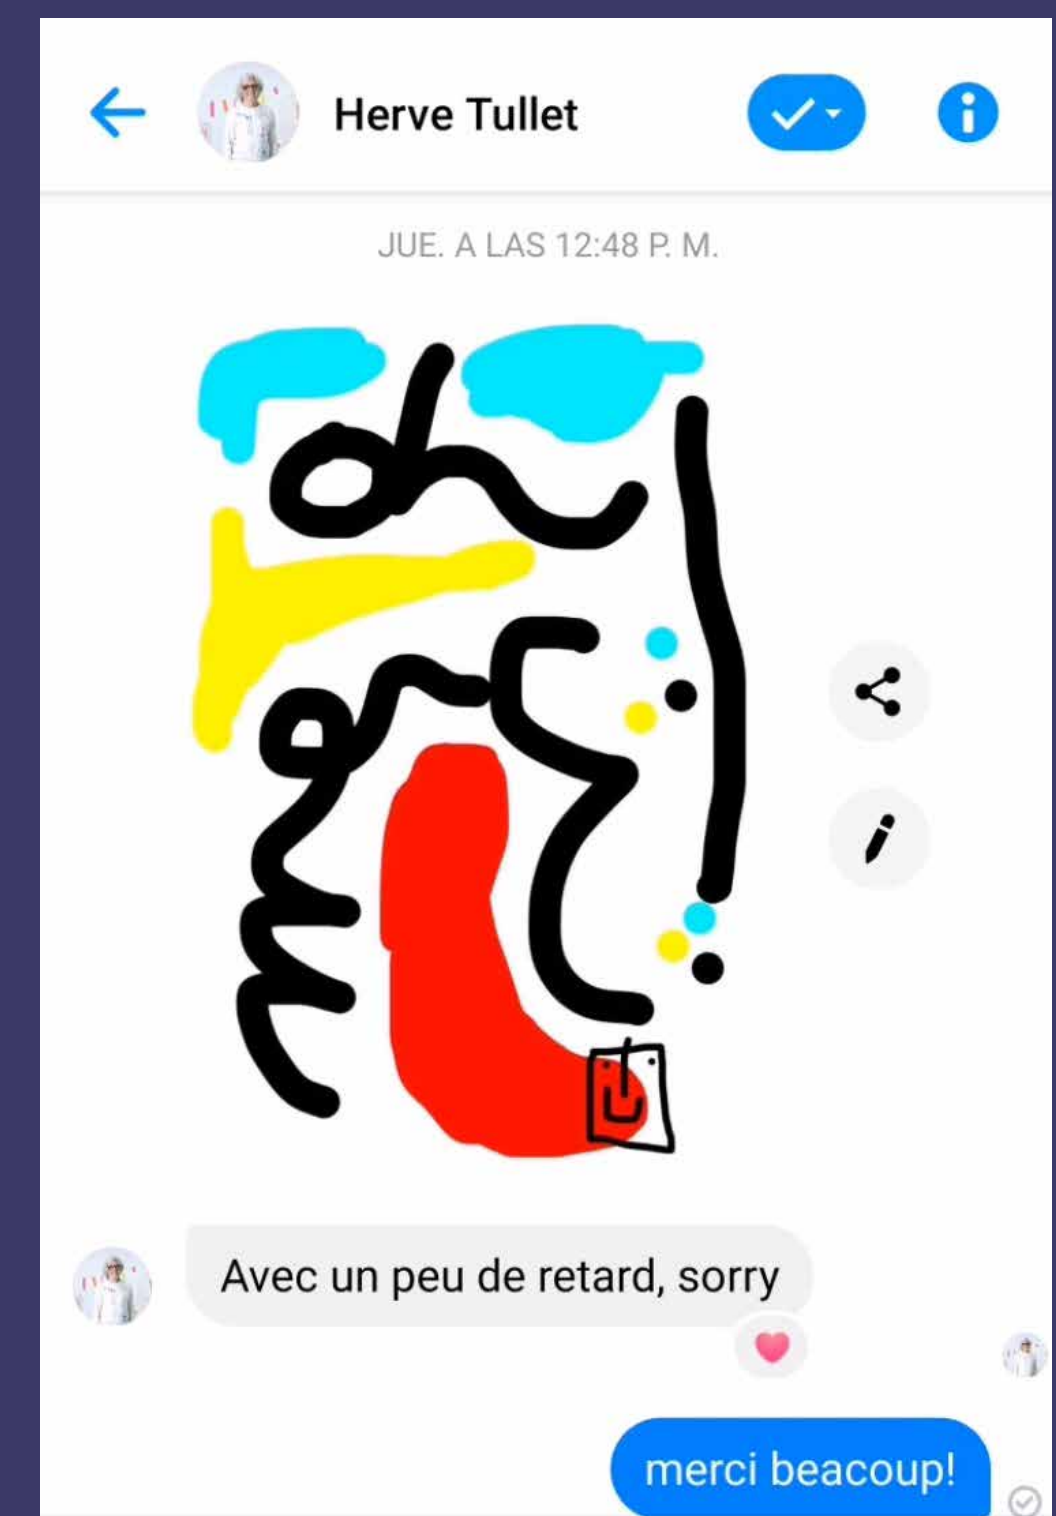 Herve Tullet
JUE. A LAS 12:48 P. M.
Avec un peu de retard, sorry
merci beacoup!